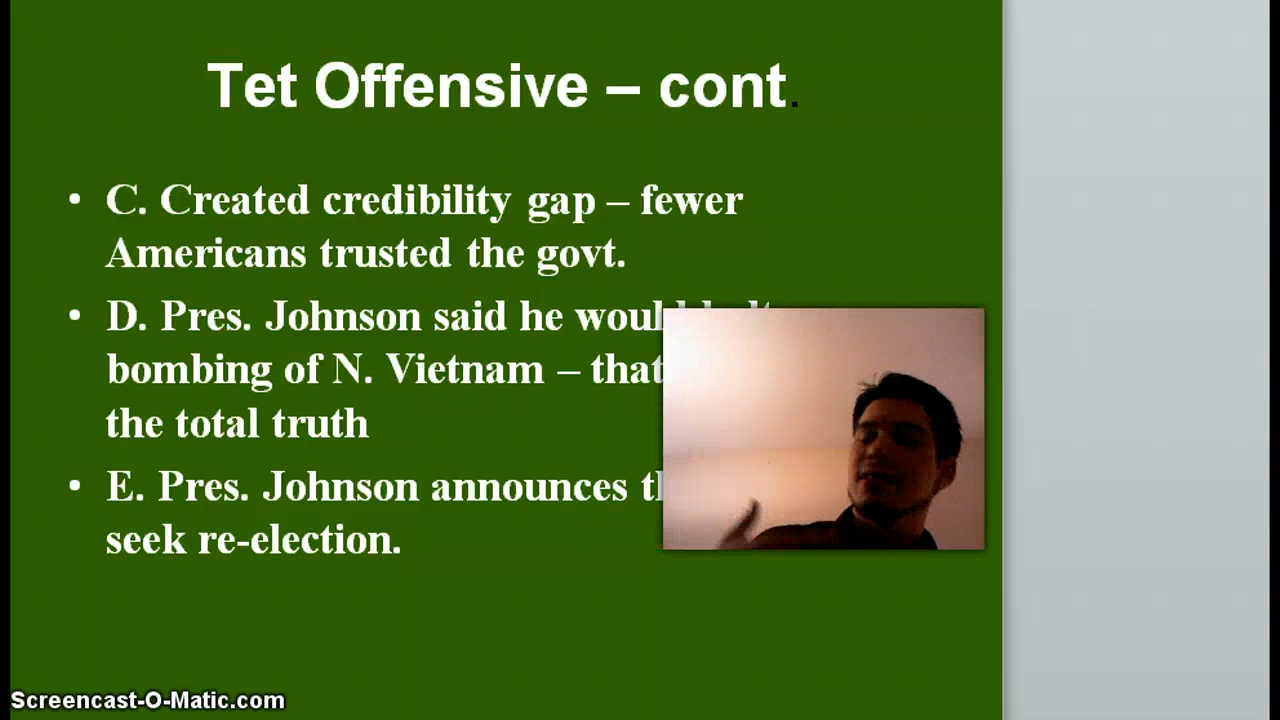 Tet Offensive – cont.
• C. Created credibility gap – fewer
Americans trusted the govt.
• D. Pres. Johnson said he would halt
bombing of N. Vietnam – that
the total truth
• E. Pres. Johnson announces
seek re-election.
Screencast-O-Matic.com